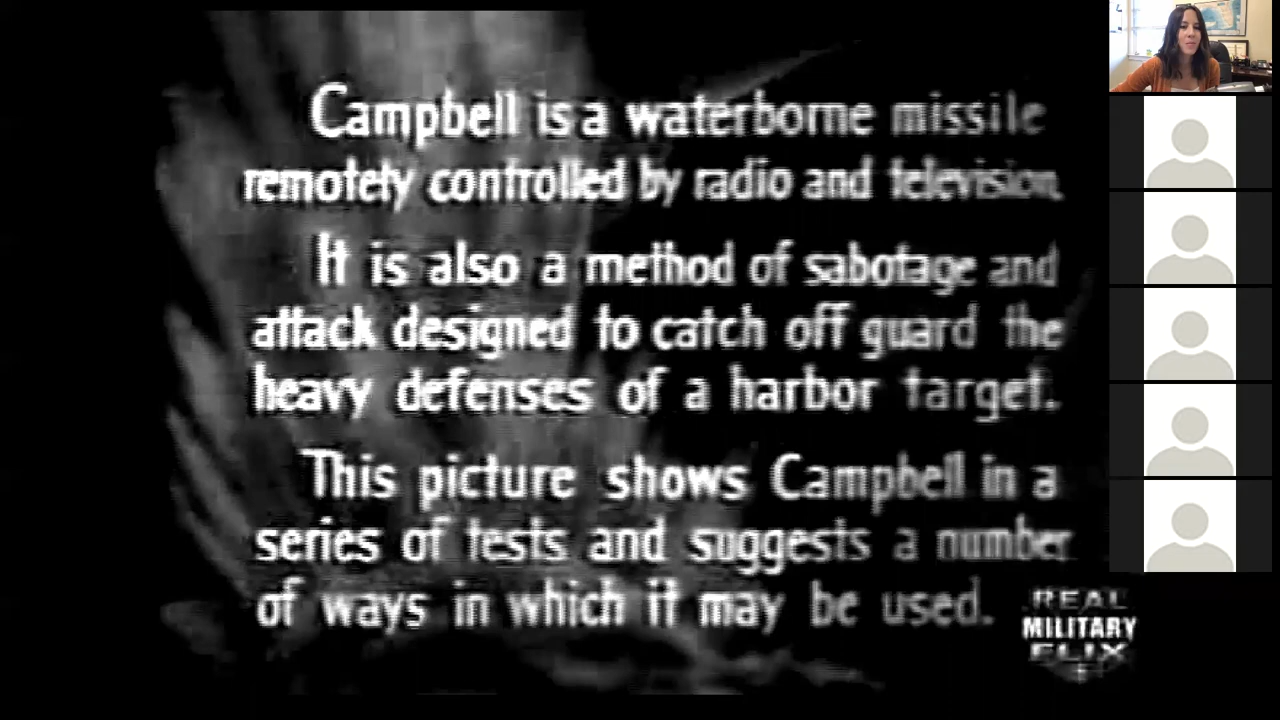 Campbell is a waterborne missile
remotely controlled by radio and television.
It is also a method of sabotage and
attack designed to catch off guard the
heavy defenses of a harbor target.
This picture shows Campbell in a
series of tests and suggests a number
of ways in which it may be used.
REAL
MILITARY
FLIX